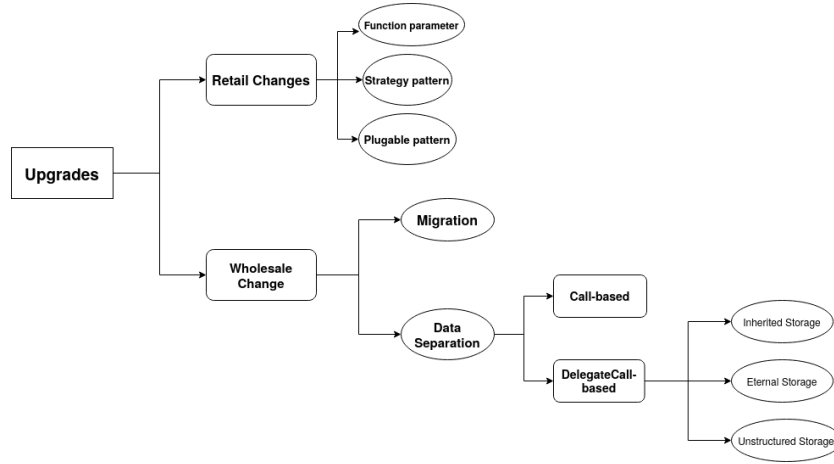 Upgrades
Retail Changes
Function parameter
Strategy pattern
Plugable pattern
Wholesale
Change
Migration
Data
Separation
Call-based
DelegateCall-
based
Inherited Storage
Eternal Storage
Unstructured Storage